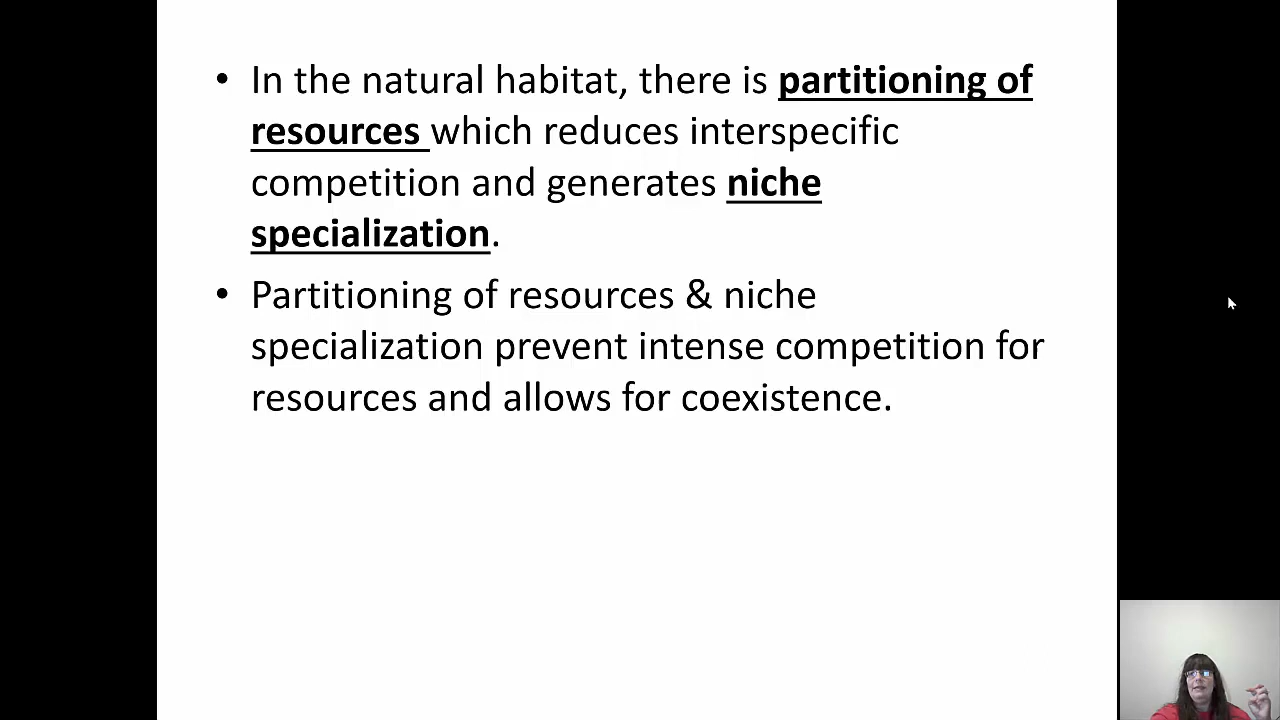 • In the natural habitat, there is partitioning of
resources which reduces interspecific
competition and generates niche
specialization.
• Partitioning of resources & niche
specialization prevent intense competition for
resources and allows for coexistence.